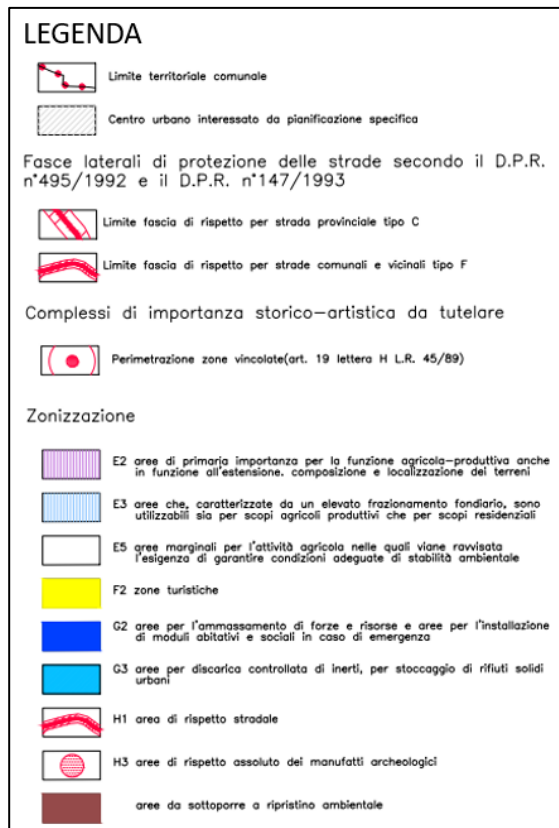 LEGENDA
Limite territoriale comunale
Centro urbano interessato da pianificazione specifica
Fasce laterali di protezione delle strade secondo il D.P.R.
n°495/1992 e il D.P.R. n°147/1993
Limite fascia di rispetto per strada provinciale tipo C
Limite fascia di rispetto per strade comunali e vicinali tipo F
Complessi di importanza storico-artistica da tutelare
Perimetrazione zone vincolate(art. 19 lettera H L.R. 45/89)
Zonizzazione
E2 aree di primaria importanza per la funzione agricola-produttiva anche
in funzione all'estensione. composizione e localizzazione dei terreni
E3 aree che, caratterizzate da un elevato frazionamento fondiario, sono
utilizzabili sia per scopi agricoli produttivi che per scopi residenziali
E5 aree marginali per l'attività agricola nelle quali viane ravvisata
l'esigenza di garantire condizioni adeguate di stabilità ambientale
F2 zone turistiche
G2 aree per l'ammassamento di forze e risorse e aree per l'installazione
di moduli abitativi e sociali in caso di emergenza
G3 aree per discarica controllata di inerti, per stoccaggio di rifiuti solidi
urbani
H1 area di rispetto stradale
H3 aree di rispetto assoluto dei manufatti archeologici
aree da sottoporre a ripristino ambientale